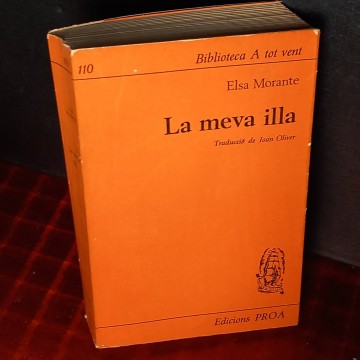 110
Biblioteca A tot vent
Elsa Morante
La meva illa
Traducció de Joan Oliver
Edicions PROA